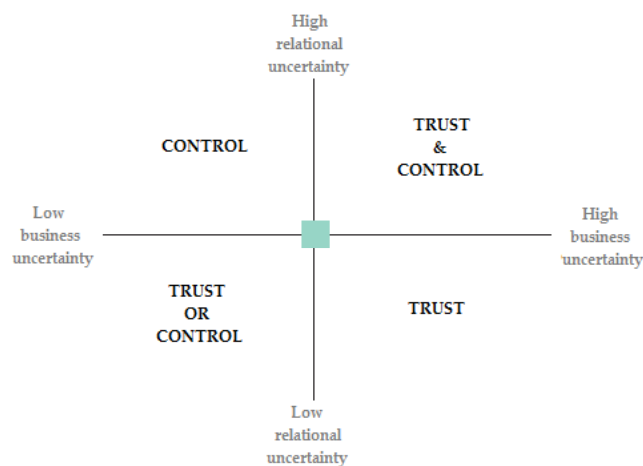 High
relational
uncertainty
CONTROL
TRUST
&
CONTROL
Low
business
uncertainty
High
business
uncertainty
TRUST
OR
CONTROL
TRUST
Low
relational
uncertainty